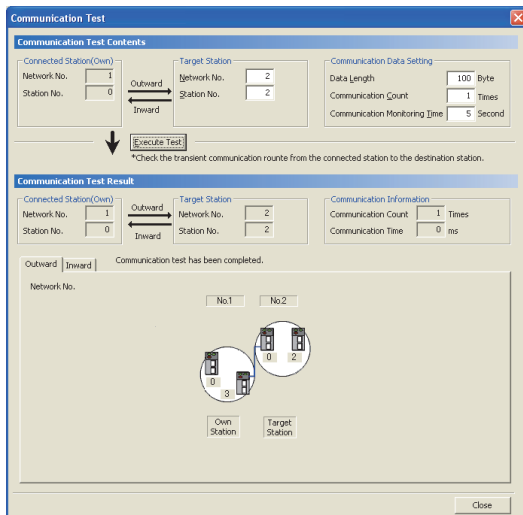 Communication Test
Communication Test Contents
Connected Station(Own)
Network No. 1
Station No. 0
Outward
Inward
Target Station
Network No. 2
Station No. 2
Communication Data Setting
Data Length 100 Byte
Communication Count 1 Times
Communication Monitoring Time 5 Second
Execute Test
*Check the transient communication rounte from the connected station to the destination station.
Communication Test Result
Connected Station(Own)
Network No. 1
Station No. 0
Outward
Inward
Target Station
Network No. 2
Station No. 2
Communication Information
Communication Count 1 Times
Communication Time 0 ms
Outward Inward Communication test has been completed.
Network No.
No.1 No.2
0 2
0
3
Own Station
Target Station
Close